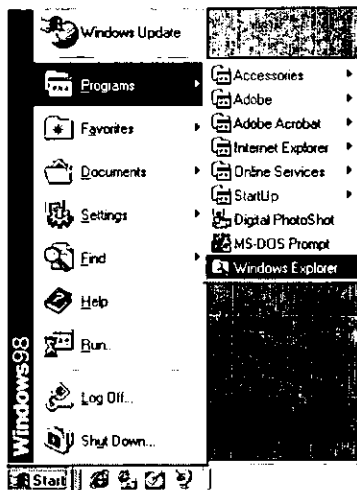 Windows Update
Programs
Favorites
Documents
Settings
Find
Help
Run...
Log Off...
Shut Down...
Windows98
Accessories
Adobe
Adobe Acrobat
Internet Explorer
Online Services
StartUp
Digital PhotoShot
MS-DOS Prompt
Windows Explorer
Start